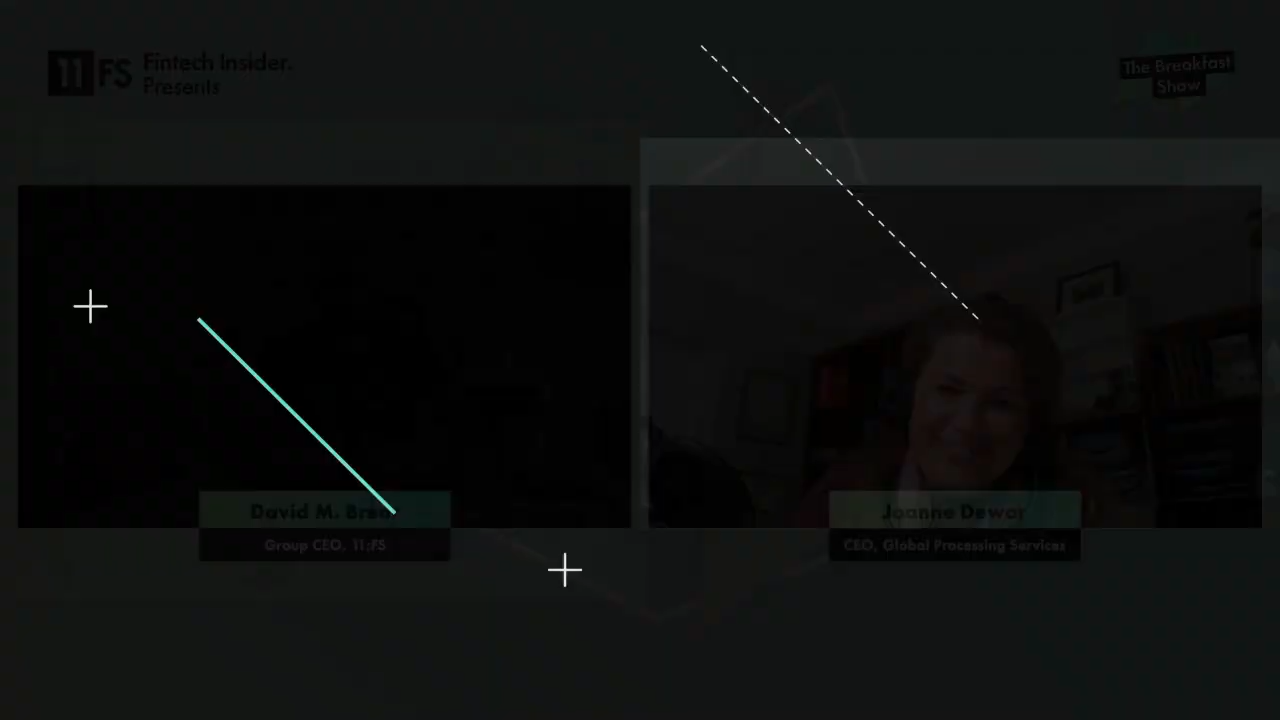 11 FS Fintech Insider.
Presents
The Breakfast
Show
David M. Brear
Group CEO, 11:FS
Joanne Dewar
CEO, Global Processing Services